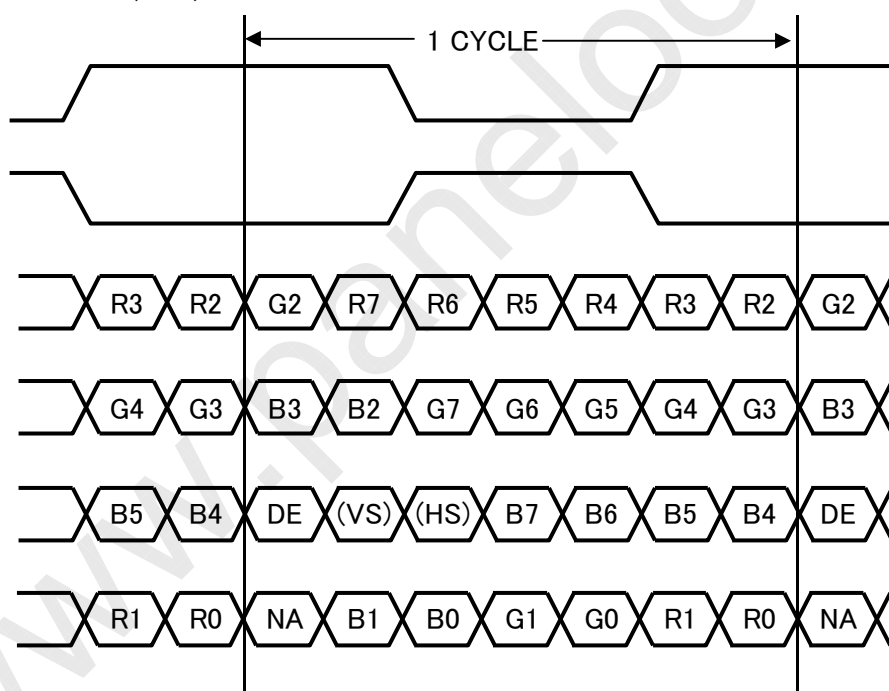 1 CYCLE
R3 R2 G2 R7 R6 R5 R4 R3 R2 G2
G4 G3 B3 B2 G7 G6 G5 G4 G3 B3
B5 B4 DE (VS) (HS) B7 B6 B5 B4 DE
R1 R0 NA B1 B0 G1 G0 R1 R0 NA
www.paneloo